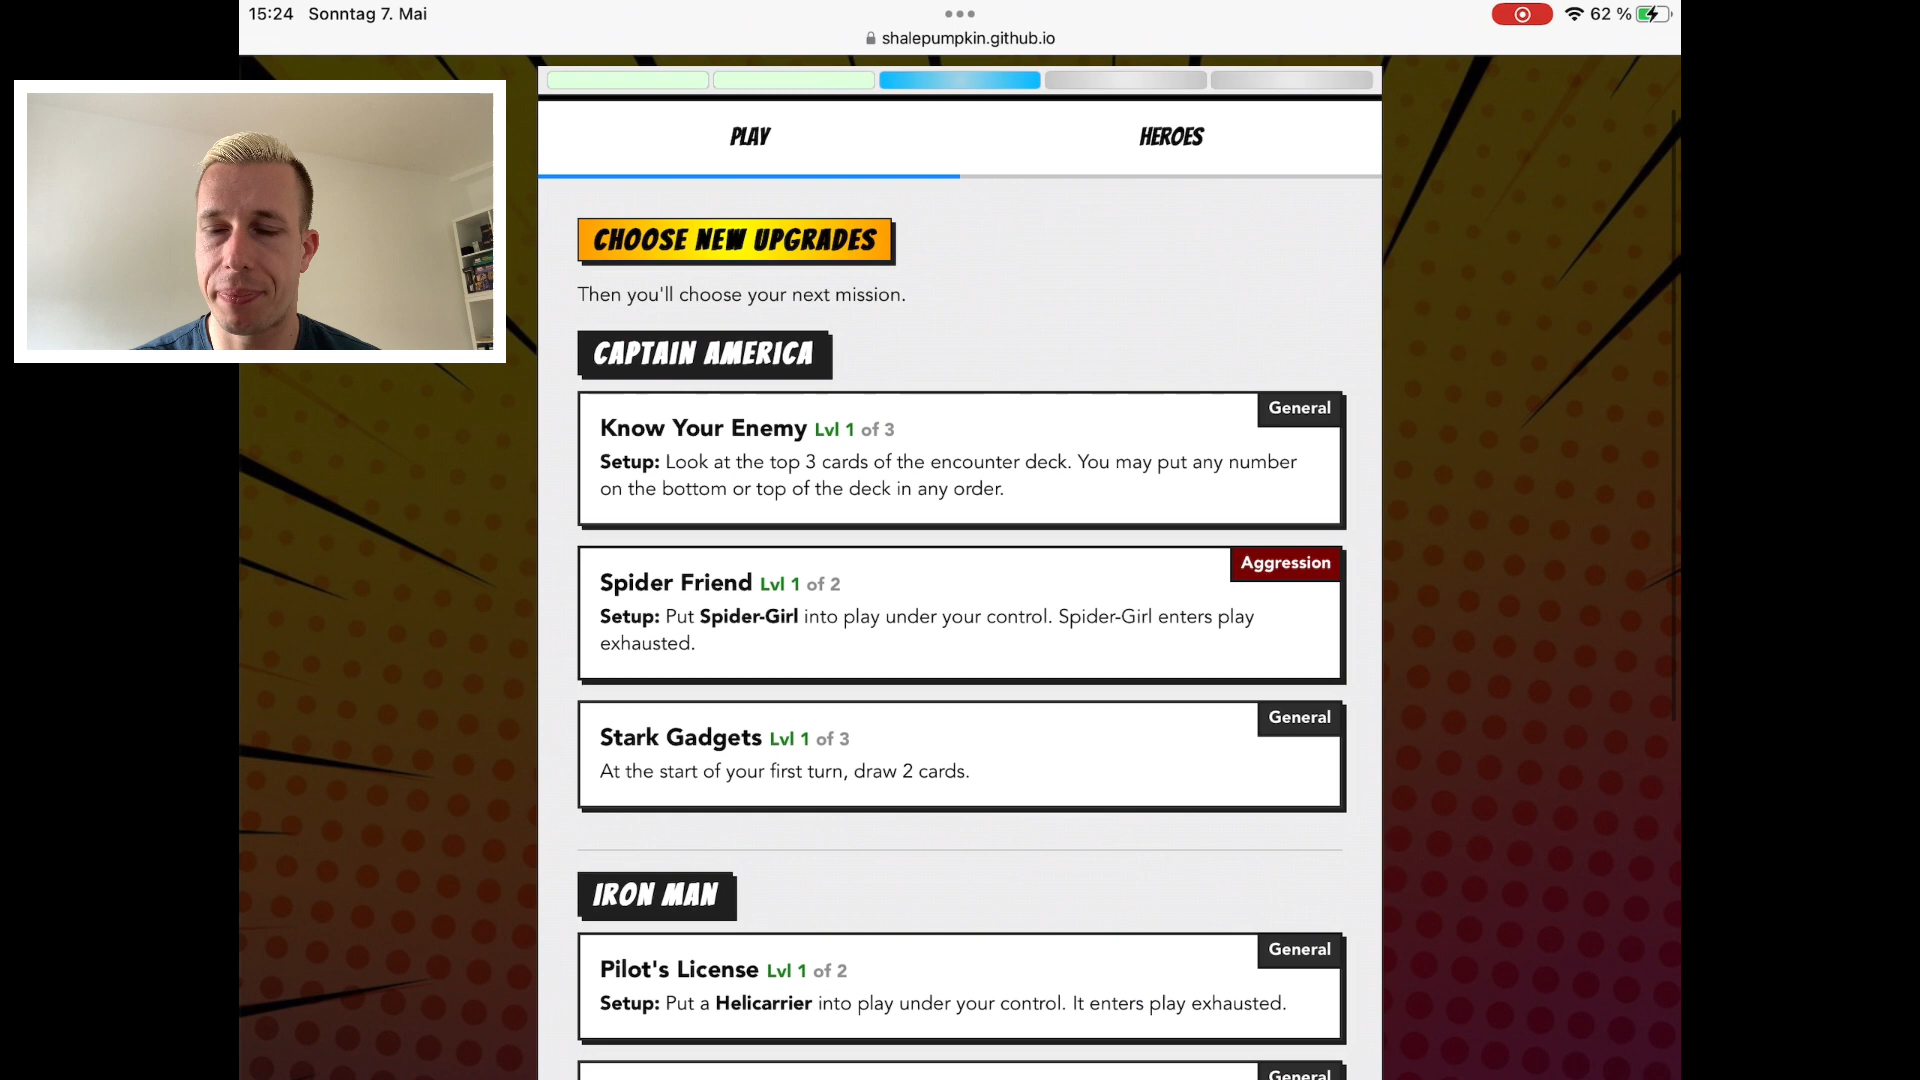 15:24 Sonntag 7. Mai
62 %
shalepumpkin.github.io
PLAY
HEROES
CHOOSE NEW UPGRADES
Then you'll choose your next mission.
CAPTAIN AMERICA
General
Know Your Enemy Lvl 1 of 3
Setup: Look at the top 3 cards of the encounter deck. You may put any number
on the bottom or top of the deck in any order.
Aggression
Spider Friend Lvl 1 of 2
Setup: Put Spider-Girl into play under your control. Spider-Girl enters play
exhausted.
General
Stark Gadgets Lvl 1 of 3
At the start of your first turn, draw 2 cards.
IRON MAN
General
Pilot's License Lvl 1 of 2
Setup: Put a Helicarrier into play under your control. It enters play exhausted.
General